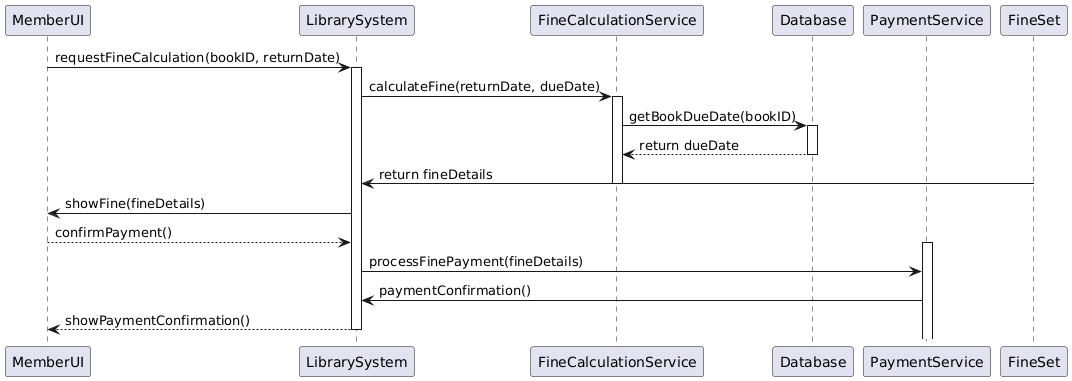 MemberUI LibrarySystem FineCalculationService Database PaymentService FineSet
requestFineCalculation(bookID, returnDate)
calculateFine(returnDate, dueDate)
getBookDueDate(bookID)
return dueDate
return fineDetails
showFine(fineDetails)
confirmPayment()
processFinePayment(fineDetails)
paymentConfirmation()
showPaymentConfirmation()
MemberUI LibrarySystem FineCalculationService Database PaymentService FineSet